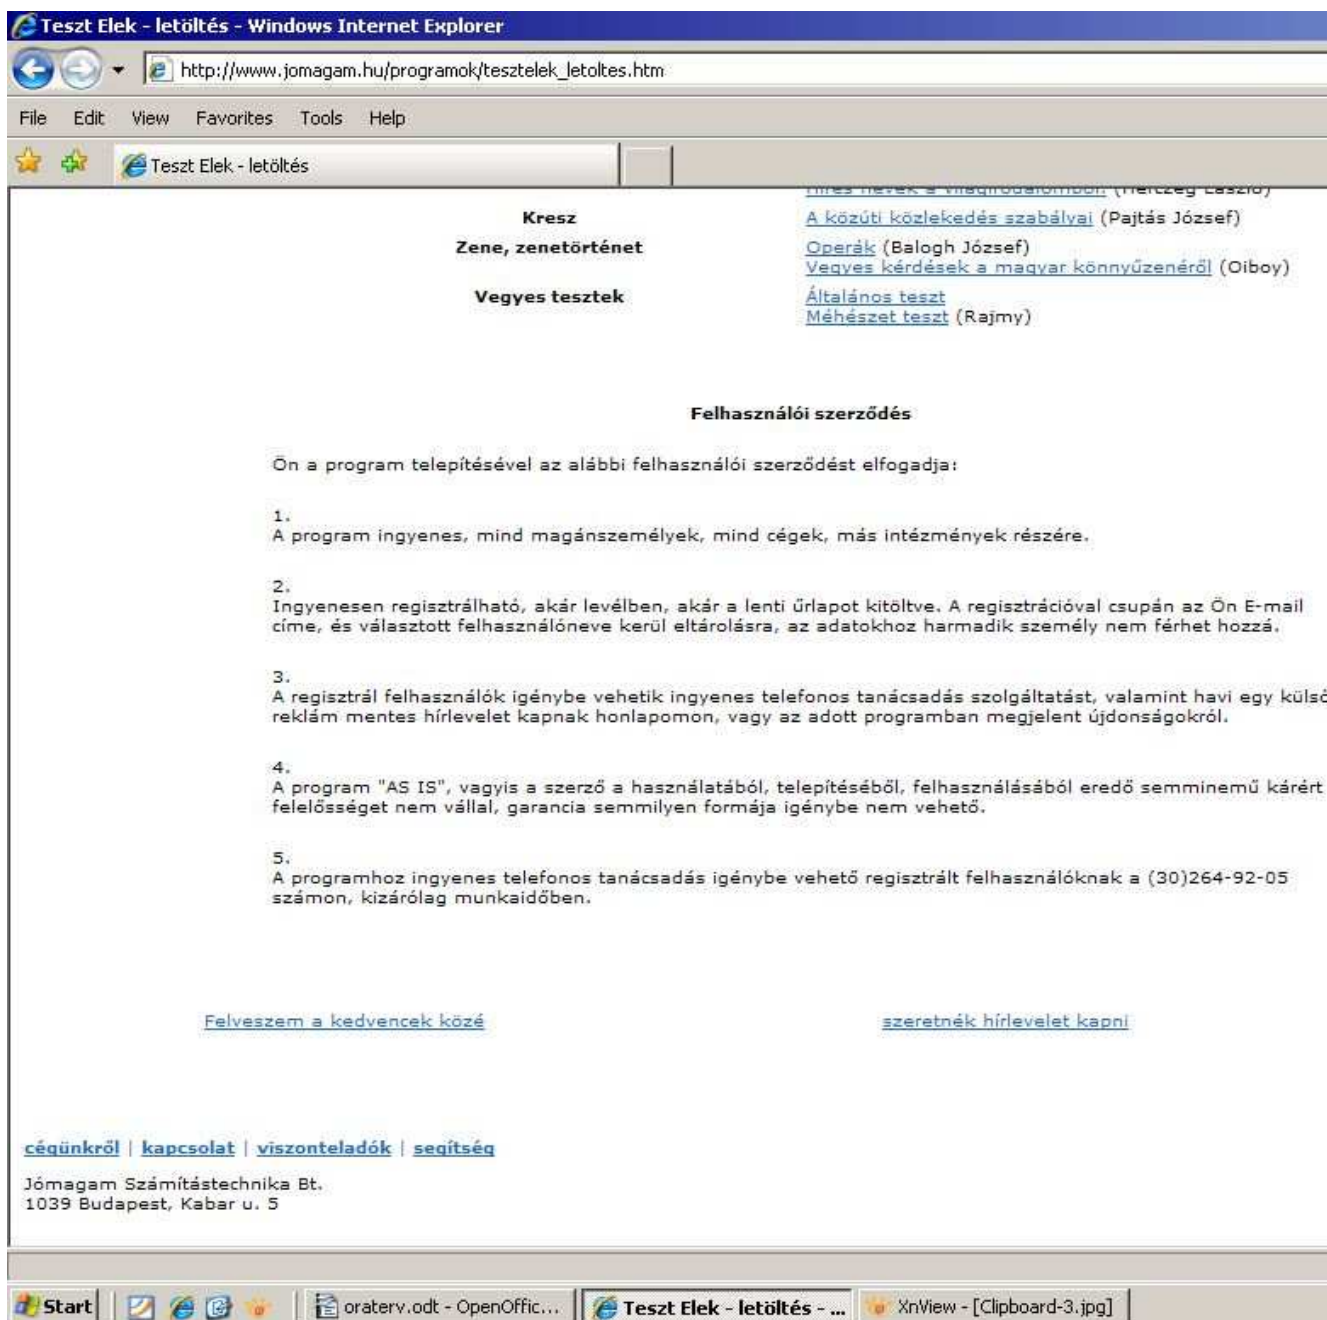 Teszt Elek - letöltés - Windows Internet Explorer
http://www.jomagam.hu/programok/tesztelek_letoltes.htm
File Edit View Favorites Tools Help
Teszt Elek - letöltés
Híres nevek a világirodalomból! (Herczeg László)
Kresz A közúti közlekedés szabályai (Pajtás József)
Zene, zenetörténet Operák (Balogh József)
Vegyes kérdések a magyar könnyűzenéről (Oiboy)
Vegyes tesztek Általános teszt
Méhészet teszt (Rajmy)
Felhasználói szerződés
Ön a program telepítésével az alábbi felhasználói szerződést elfogadja:
1.
A program ingyenes, mind magánszemélyek, mind cégek, más intézmények részére.
2.
Ingyenesen regisztrálható, akár levélben, akár a lenti űrlapot kitöltve. A regisztrációval csupán az Ön E-mail
címe, és választott felhasználóneve kerül eltárolásra, az adatokhoz harmadik személy nem férhet hozzá.
3.
A regisztrál felhasználók igénybe vehetik ingyenes telefonos tanácsadás szolgáltatást, valamint havi egy külső
reklám mentes hírlevelet kapnak honlapomon, vagy az adott programban megjelent újdonságokról.
4.
A program "AS IS", vagyis a szerző a használatából, telepítéséből, felhasználásából eredő semminemű kárért
felelősséget nem vállal, garancia semmilyen formája igénybe nem vehető.
5.
A programhoz ingyenes telefonos tanácsadás igénybe vehető regisztrált felhasználóknak a (30)264-92-05
számon, kizárólag munkaidőben.
Felveszem a kedvencek közé szeretnék hírlevelet kapni
cégünkről | kapcsolat | viszonteladók | segítség
Jómagam Számítástechnika Bt.
1039 Budapest, Kabar u. 5
Start oraterv.odt - OpenOffic... Teszt Elek - letöltés - ... XnView - [Clipboard-3.jpg]